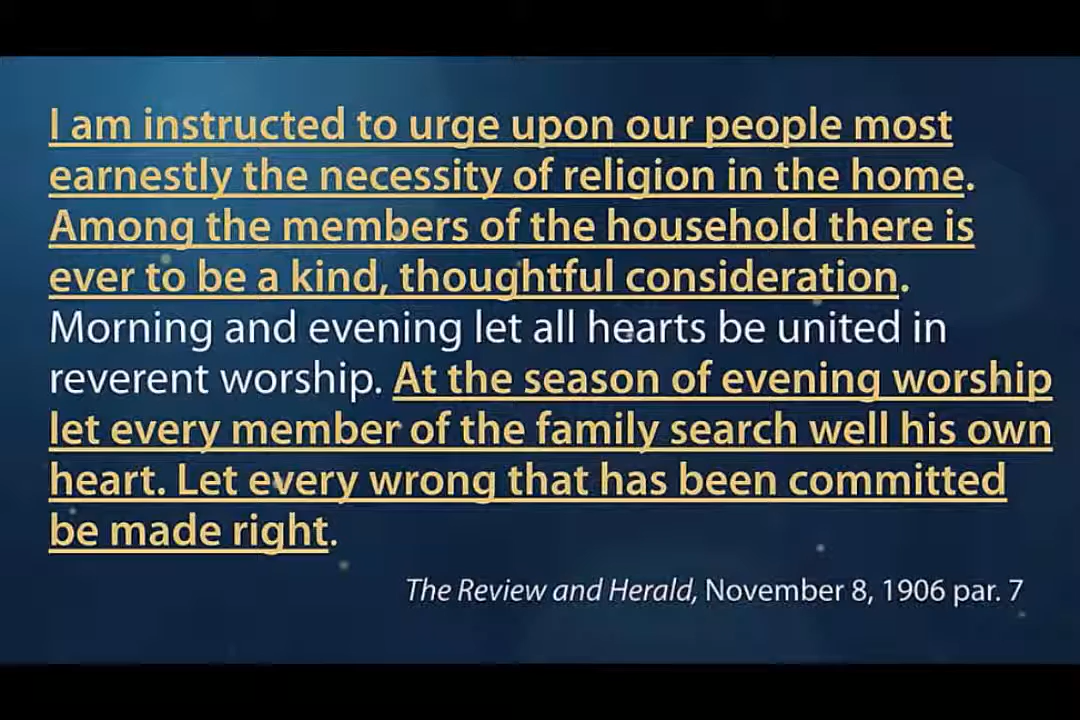 I am instructed to urge upon our people most
earnestly the necessity of religion in the home.
Among the members of the household there is
ever to be a kind, thoughtful consideration.
Morning and evening let all hearts be united in
reverent worship. At the season of evening worship
let every member of the family search well his own
heart. Let every wrong that has been committed
be made right.
The Review and Herald, November 8, 1906 par. 7